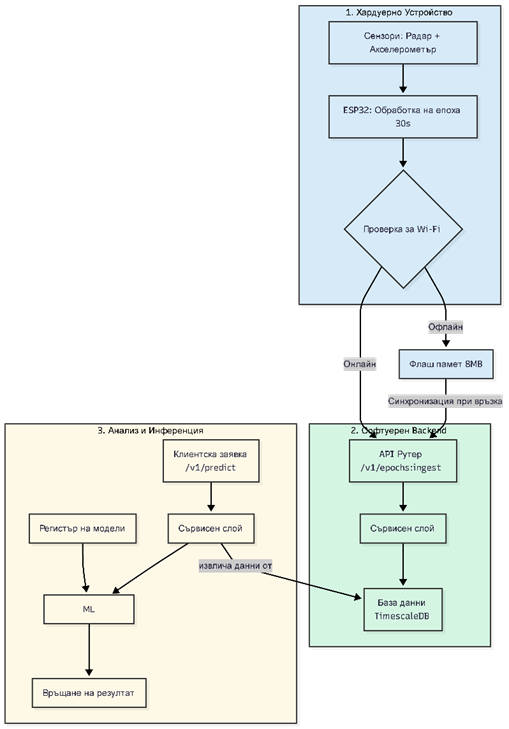 1. Хардуерно Устройство
Сензори: Радар +
Акселерометър
ESP32: Обработка на епоха
30s
Проверка за Wi-Fi
Офлайн
Онлайн
Флаш памет 8MB
Синхронизация при връзка
2. Софтуерен Backend
API Рутер
/v1/epochs:ingest
Сървисен слой
База данни
TimescaleDB
3. Анализ и Инференция
Клиентска заявка
/v1/predict
Регистър на модели
Сървисен слой
извлича данни от
ML
Връщане на резултат